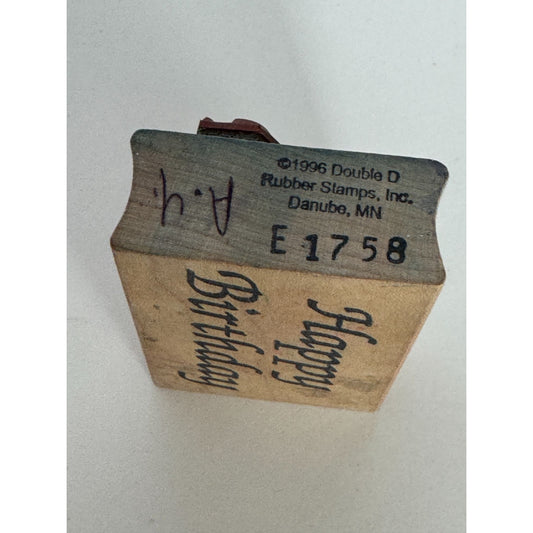 ©1996 Double D
Rubber Stamps, Inc.
Danube, MN
E 1758
A.Y.
Happy
Birthday